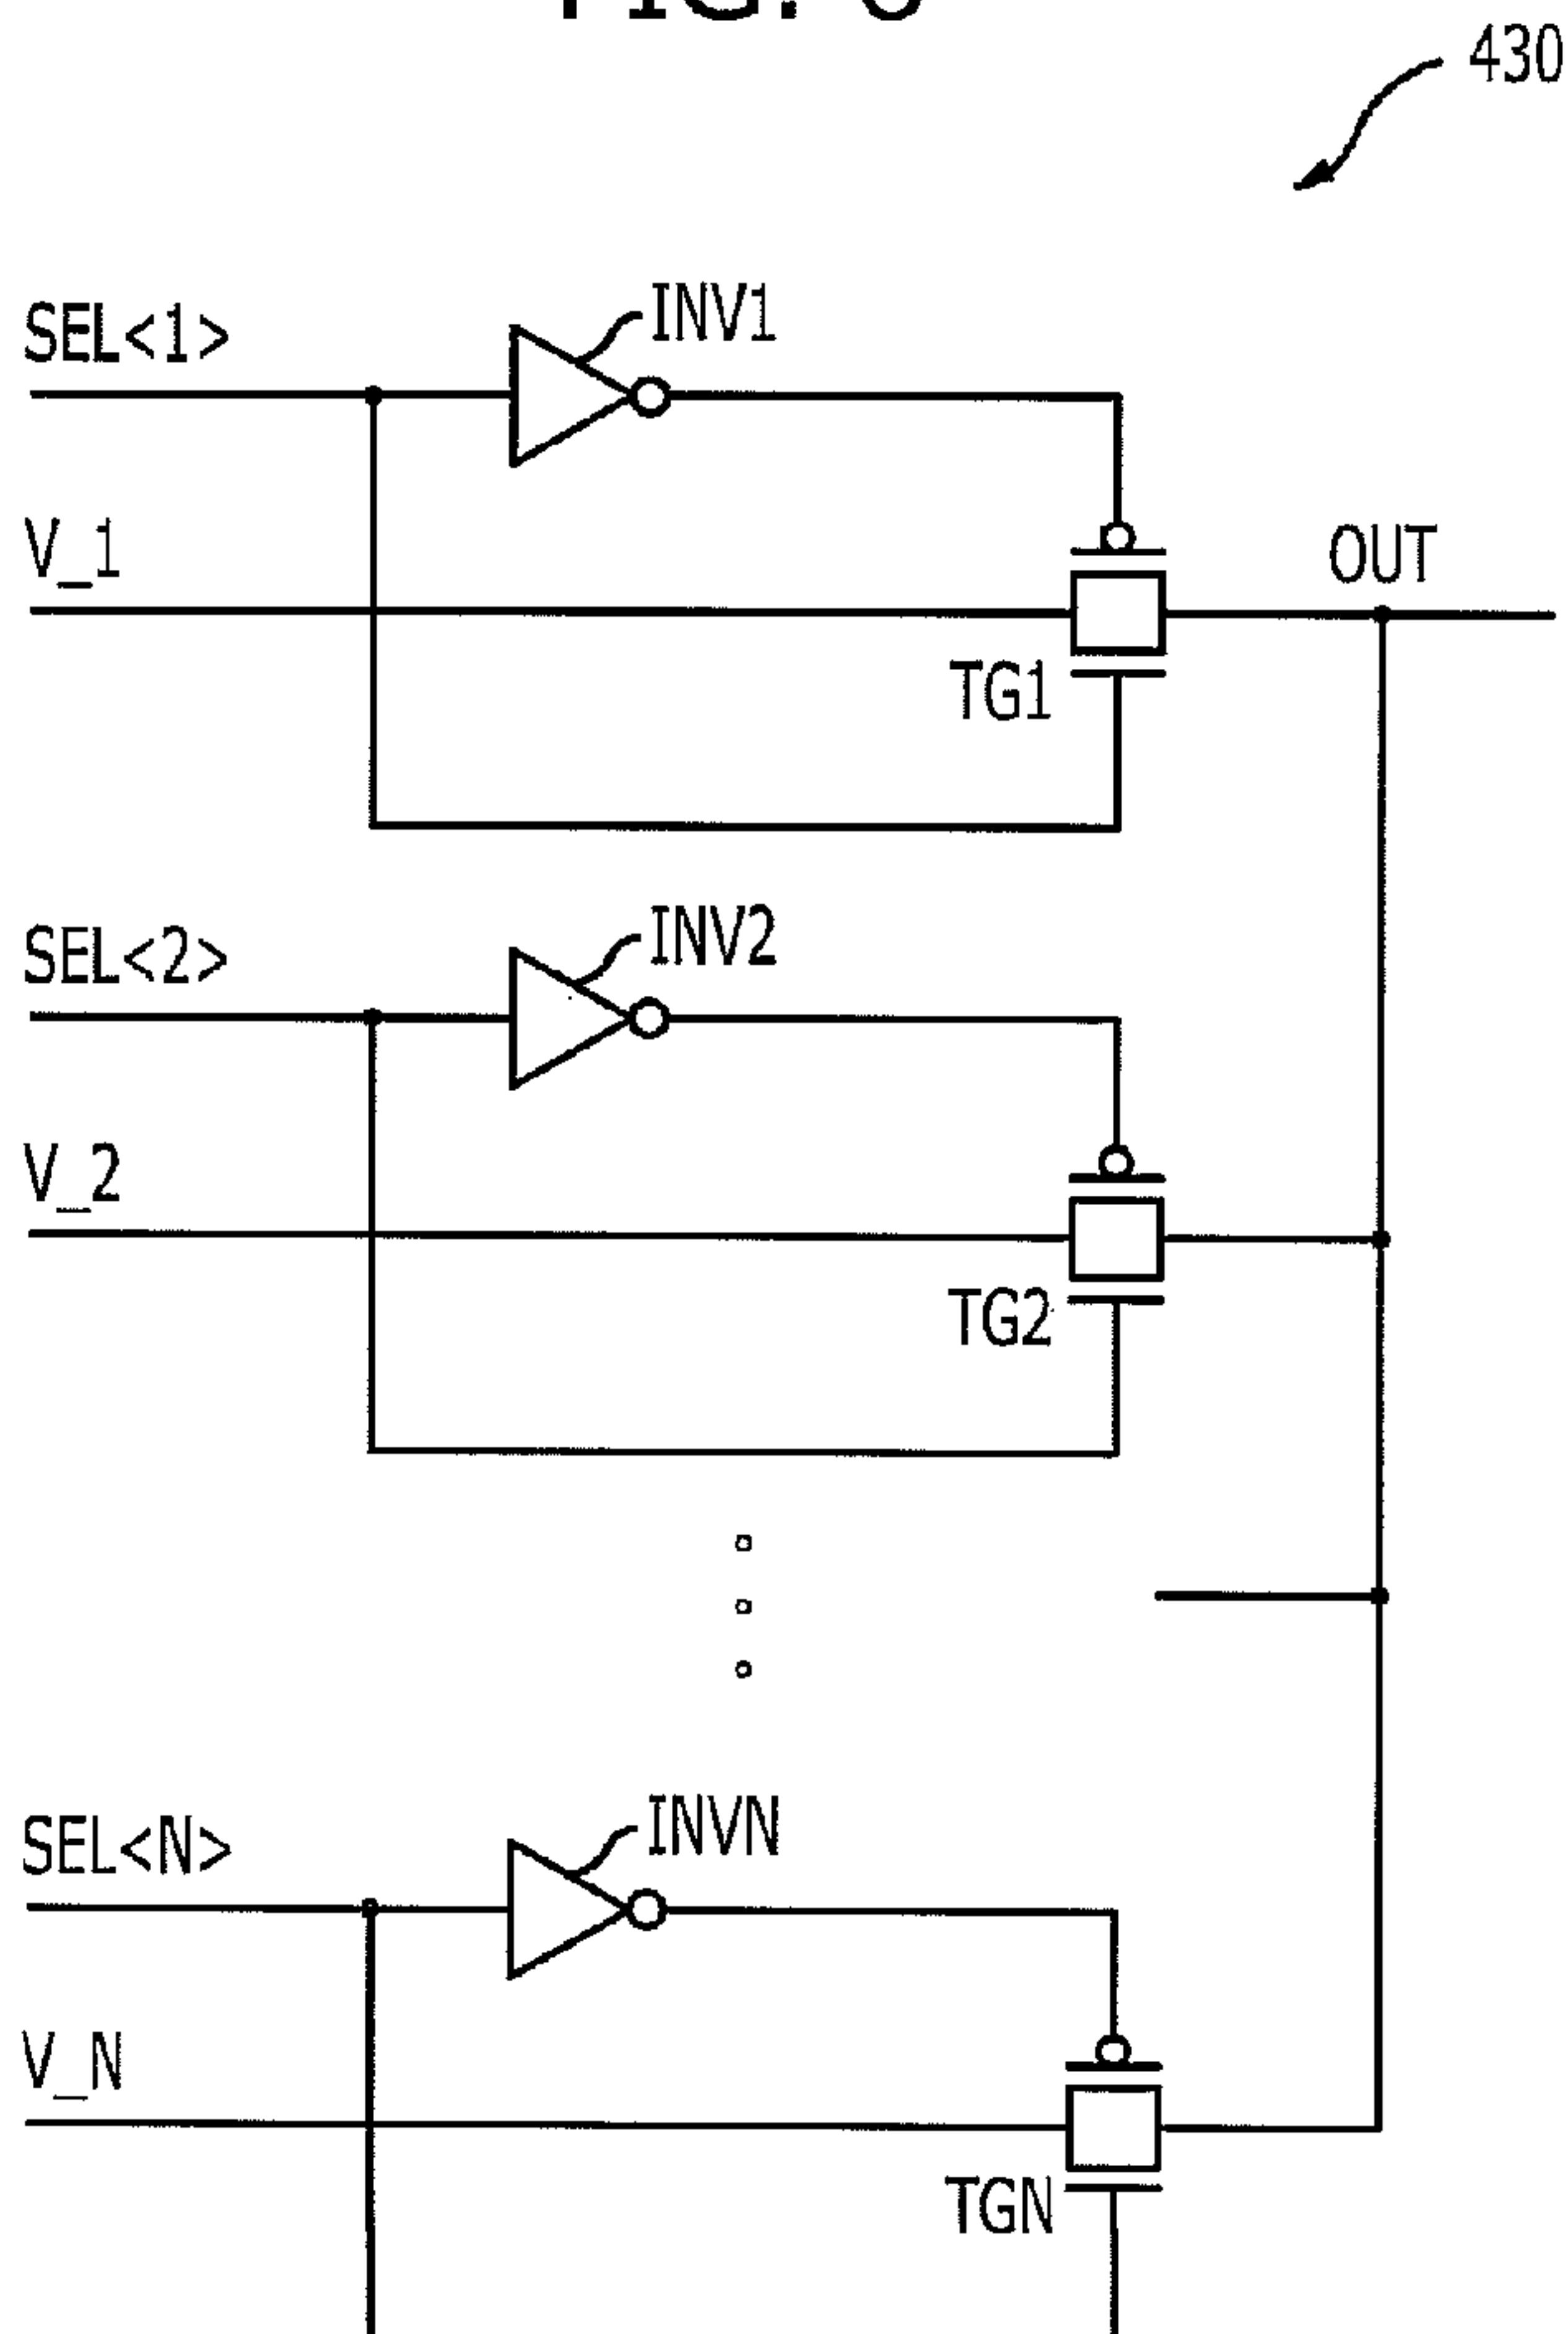 430
SEL<1>
INV1
V_1
OUT
TG1
SEL<2>
INV2
V_2
TG2
SEL<N>
INVN
V_N
TGN